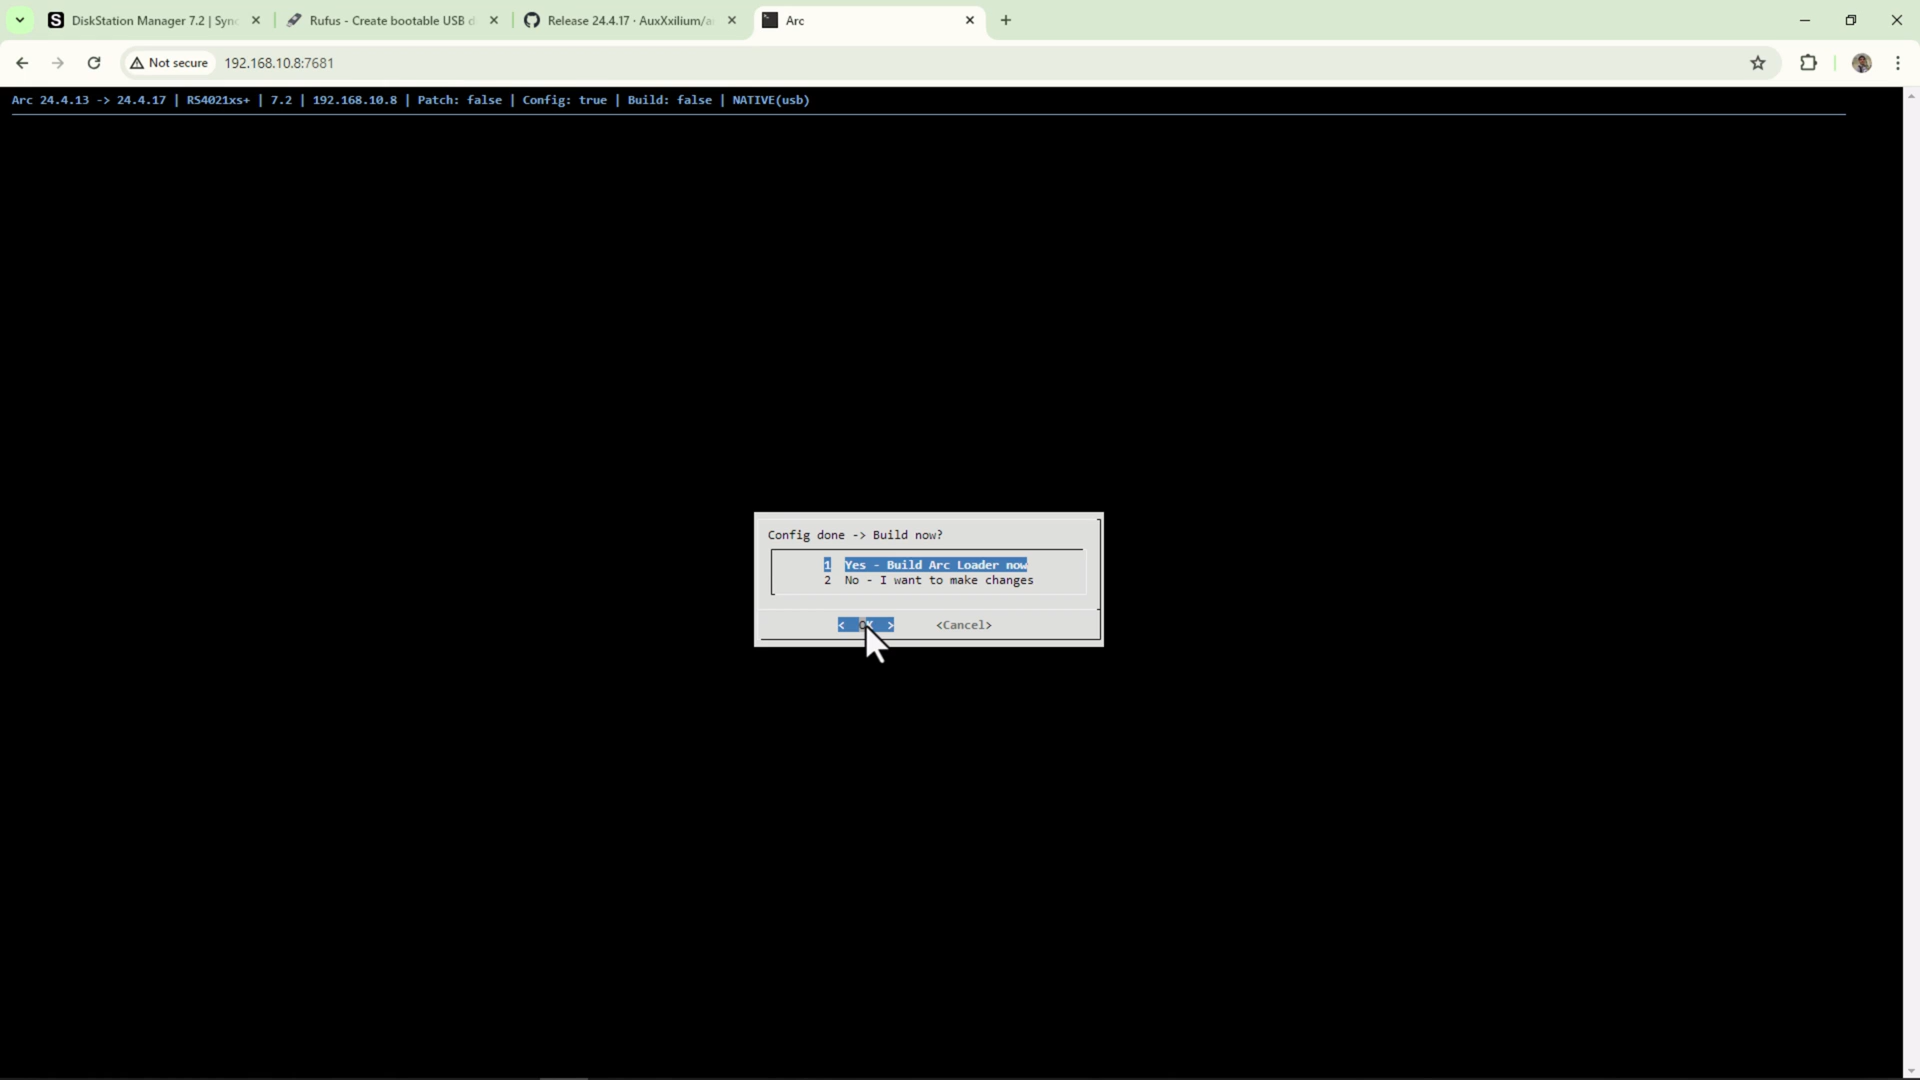 DiskStation Manager 7.2 | Syn
Rufus - Create bootable USB d
Release 24.4.17 · AuxXxilium/a
Arc
Not secure
192.168.10.8:7681
Arc 24.4.13 -> 24.4.17 | RS4021xs+ | 7.2 | 192.168.10.8 | Patch: false | Config: true | Build: false | NATIVE(usb)
Config done -> Build now?
1 Yes - Build Arc Loader now
2 No - I want to make changes
< OK >
<Cancel>